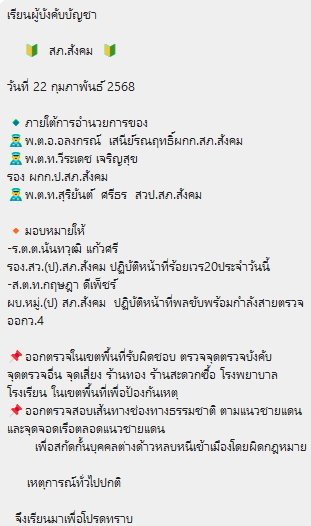 เรียนผู้บังคับบัญชา
🔰 สภ.สังคม 🔰
วันที่ 22 กุมภาพันธ์ 2568
🔹ภายใต้การอำนวยการของ
👮พ.ต.อ.อลงกรณ์ เสนีย์รณฤทธิ์ผกก.สภ.สังคม
👮พ.ต.ท.วีระเดช เจริญสุข
รอง ผกก.ป.สภ.สังคม
👮พ.ต.ท.สุริยันต์ ศรีธร สวป.สภ.สังคม
🔸มอบหมายให้
-ร.ต.ต.นันทวุฒิ แก้วศรี
รอง.สว.(ป).สภ.สังคม ปฏิบัติหน้าที่ร้อยเวร20ประจำวันนี้
-ส.ต.ท.กฤษฎา ดีเพ็ชร์
ผบ.หมู่.(ป) สภ.สังคม ปฏิบัติหน้าที่พลขับพร้อมกำลังสายตรวจ
ออกว.4
📌ออกตรวจในเขตพื้นที่รับผิดชอบ ตรวจจุดตรวจบังคับ
จุดตรวจอื่น จุดเสี่ยง ร้านทอง ร้านสะดวกซื้อ โรงพยาบาล
โรงเรียน ในเขตพื้นที่เพื่อป้องกันเหตุ
📌ออกตรวจสอบเส้นทางช่องทางธรรมชาติ ตามแนวชายแดน
และจุดจอดเรือตลอดแนวชายแดน
เพื่อสกัดกั้นบุคคลต่างด้าวหลบหนีเข้าเมืองโดยผิดกฎหมาย
เหตุการณ์ทั่วไปปกติ
จึงเรียนมาเพื่อโปรดทราบ